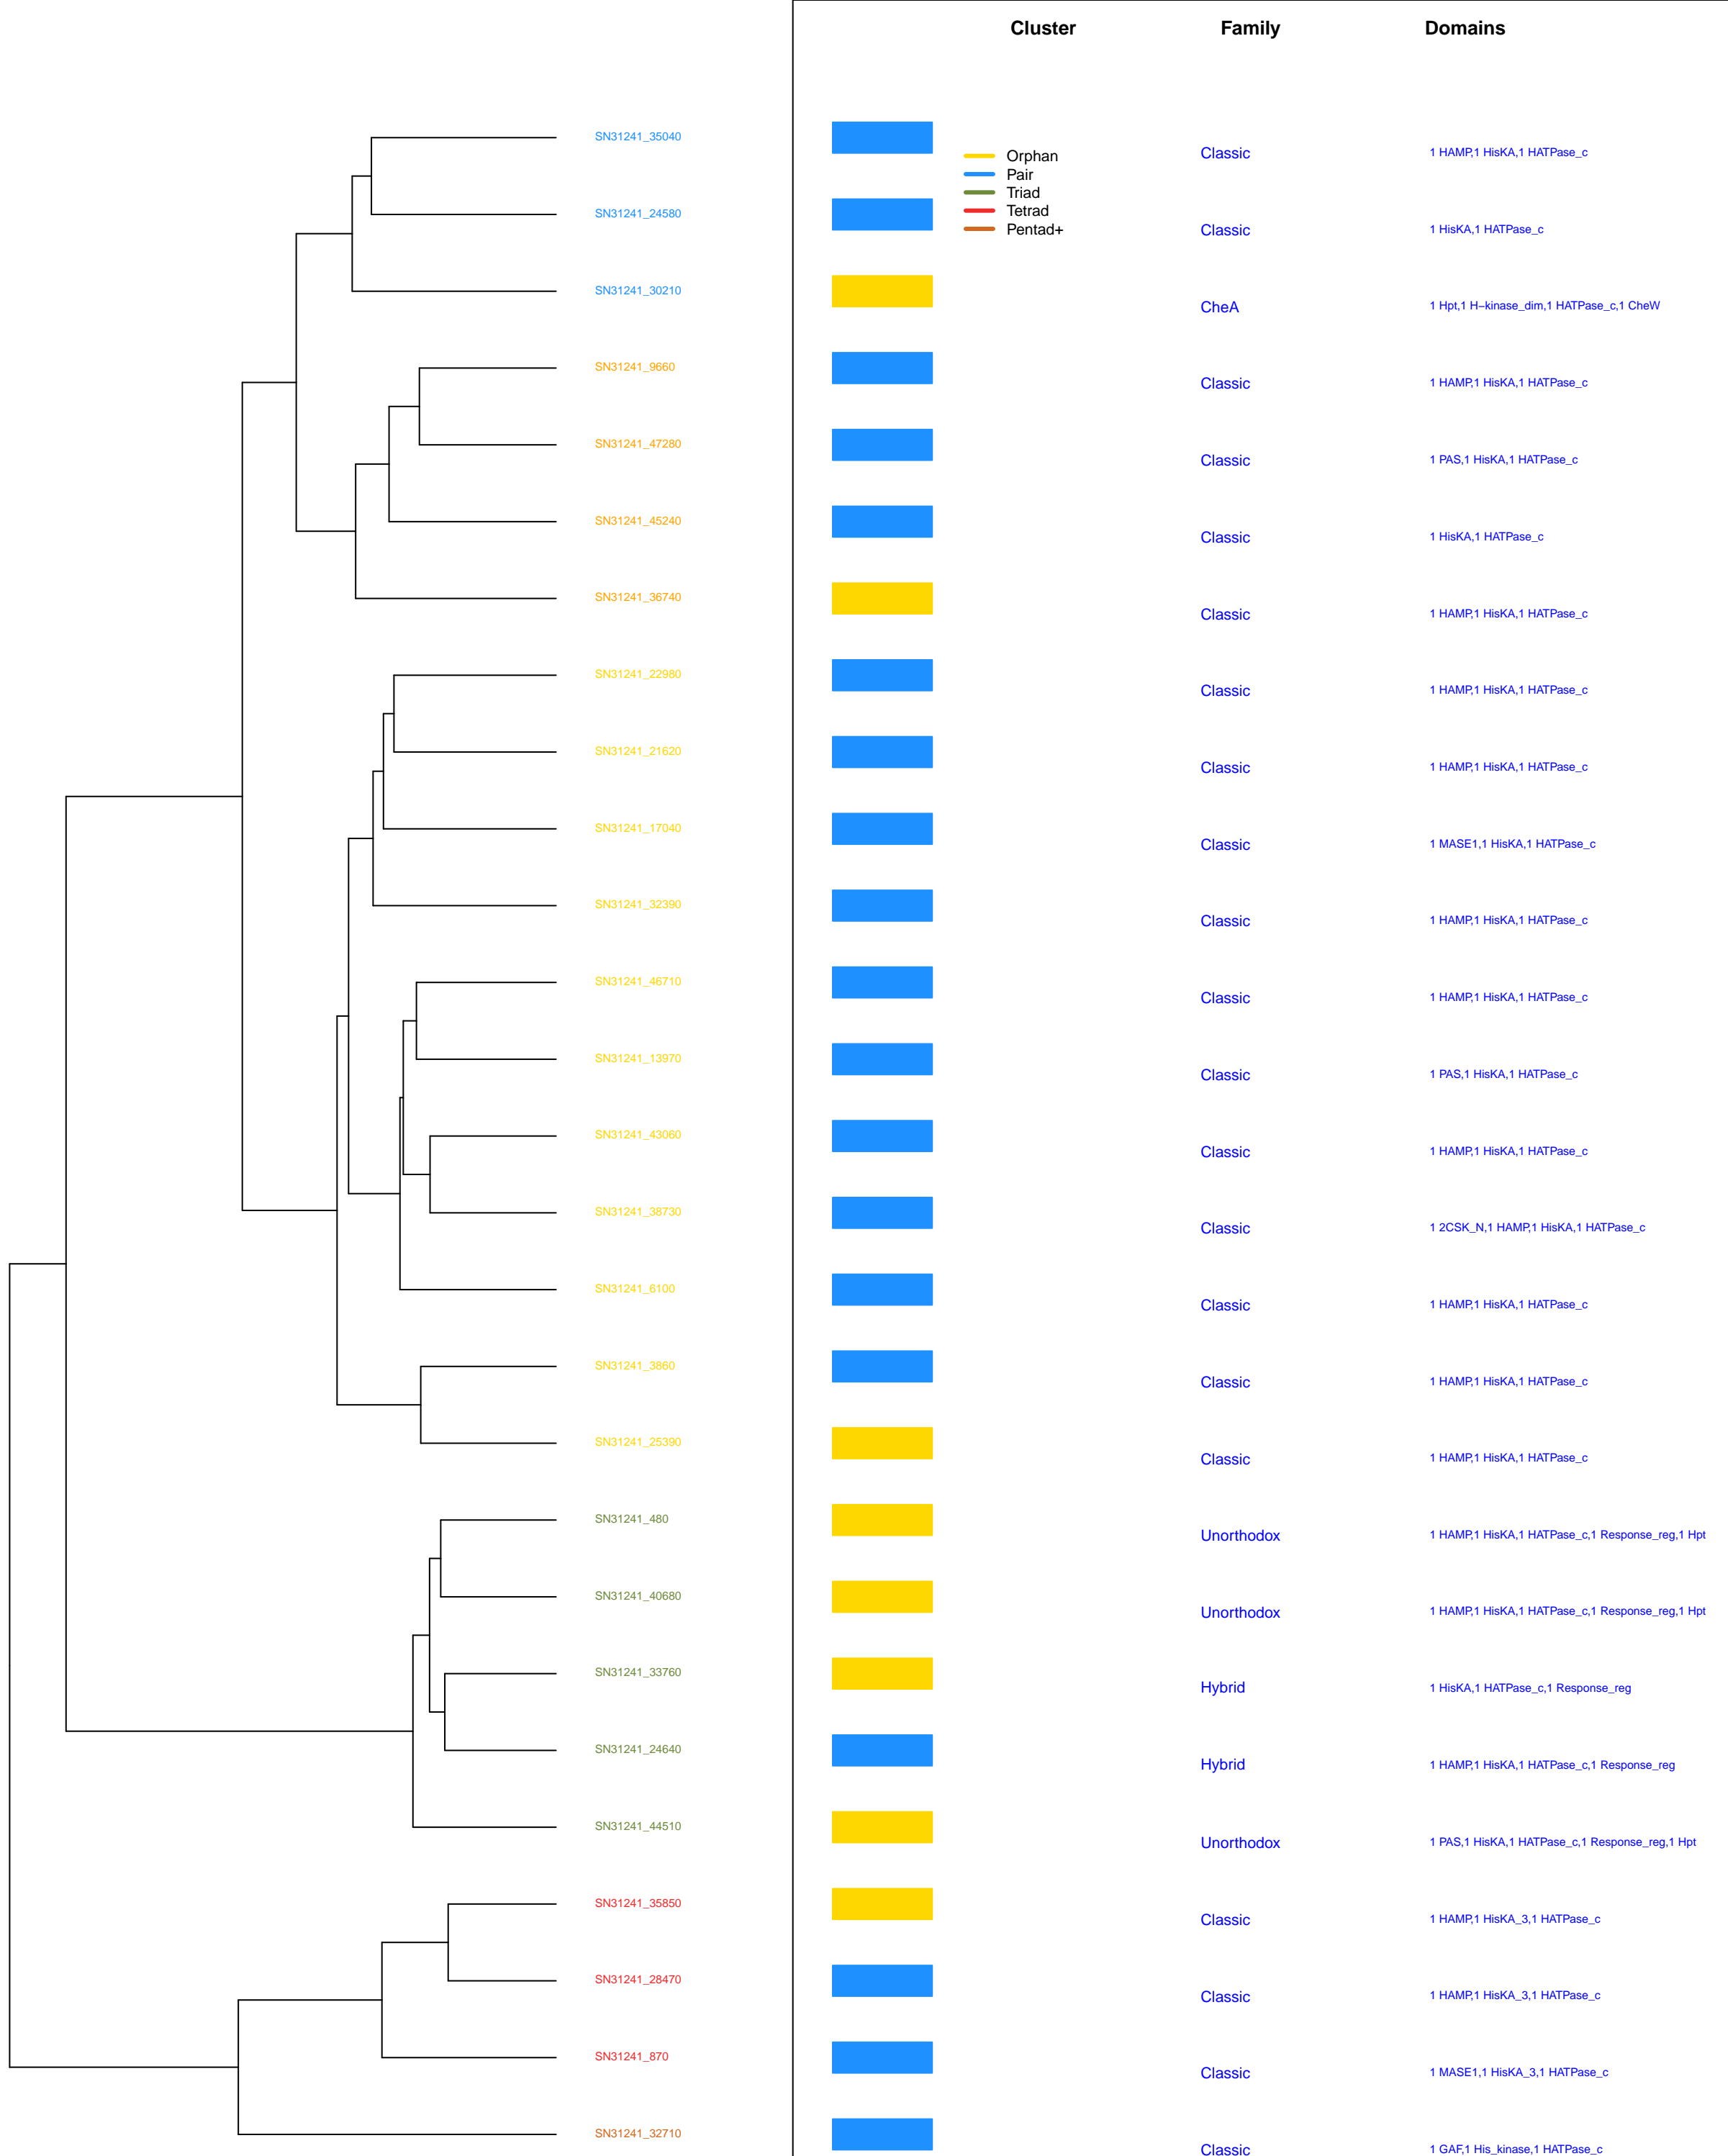 Cluster Family Domains
SN31241_35040
Orphan
Classic 1 HAMP,1 HisKA,1 HATPase_c
Pair
Triad
Tetrad
SN31241_24580
Pentad+
Classic 1 HisKA,1 HATPase_c
SN31241_30210
CheA 1 Hpt,1 H−kinase_dim,1 HATPase_c,1 CheW
SN31241_9660
Classic 1 HAMP,1 HisKA,1 HATPase_c
SN31241_47280
Classic 1 PAS,1 HisKA,1 HATPase_c
SN31241_45240
Classic 1 HisKA,1 HATPase_c
SN31241_36740
Classic 1 HAMP,1 HisKA,1 HATPase_c
SN31241_22980
Classic 1 HAMP,1 HisKA,1 HATPase_c
SN31241_21620
Classic 1 HAMP,1 HisKA,1 HATPase_c
SN31241_17040
Classic 1 MASE1,1 HisKA,1 HATPase_c
SN31241_32390
Classic 1 HAMP,1 HisKA,1 HATPase_c
SN31241_46710
Classic 1 HAMP,1 HisKA,1 HATPase_c
SN31241_13970
Classic 1 PAS,1 HisKA,1 HATPase_c
SN31241_43060
Classic 1 HAMP,1 HisKA,1 HATPase_c
SN31241_38730
Classic 1 2CSK_N,1 HAMP,1 HisKA,1 HATPase_c
SN31241_6100
Classic 1 HAMP,1 HisKA,1 HATPase_c
SN31241_3860
Classic 1 HAMP,1 HisKA,1 HATPase_c
SN31241_25390
Classic 1 HAMP,1 HisKA,1 HATPase_c
SN31241_480
Unorthodox 1 HAMP,1 HisKA,1 HATPase_c,1 Response_reg,1 Hpt
SN31241_40680
Unorthodox 1 HAMP,1 HisKA,1 HATPase_c,1 Response_reg,1 Hpt
SN31241_33760
Hybrid 1 HisKA,1 HATPase_c,1 Response_reg
SN31241_24640
Hybrid 1 HAMP,1 HisKA,1 HATPase_c,1 Response_reg
SN31241_44510
Unorthodox 1 PAS,1 HisKA,1 HATPase_c,1 Response_reg,1 Hpt
SN31241_35850
Classic 1 HAMP,1 HisKA_3,1 HATPase_c
SN31241_28470
Classic 1 HAMP,1 HisKA_3,1 HATPase_c
SN31241_870
Classic 1 MASE1,1 HisKA_3,1 HATPase_c
SN31241_32710
Classic 1 GAF,1 His_kinase,1 HATPase_c